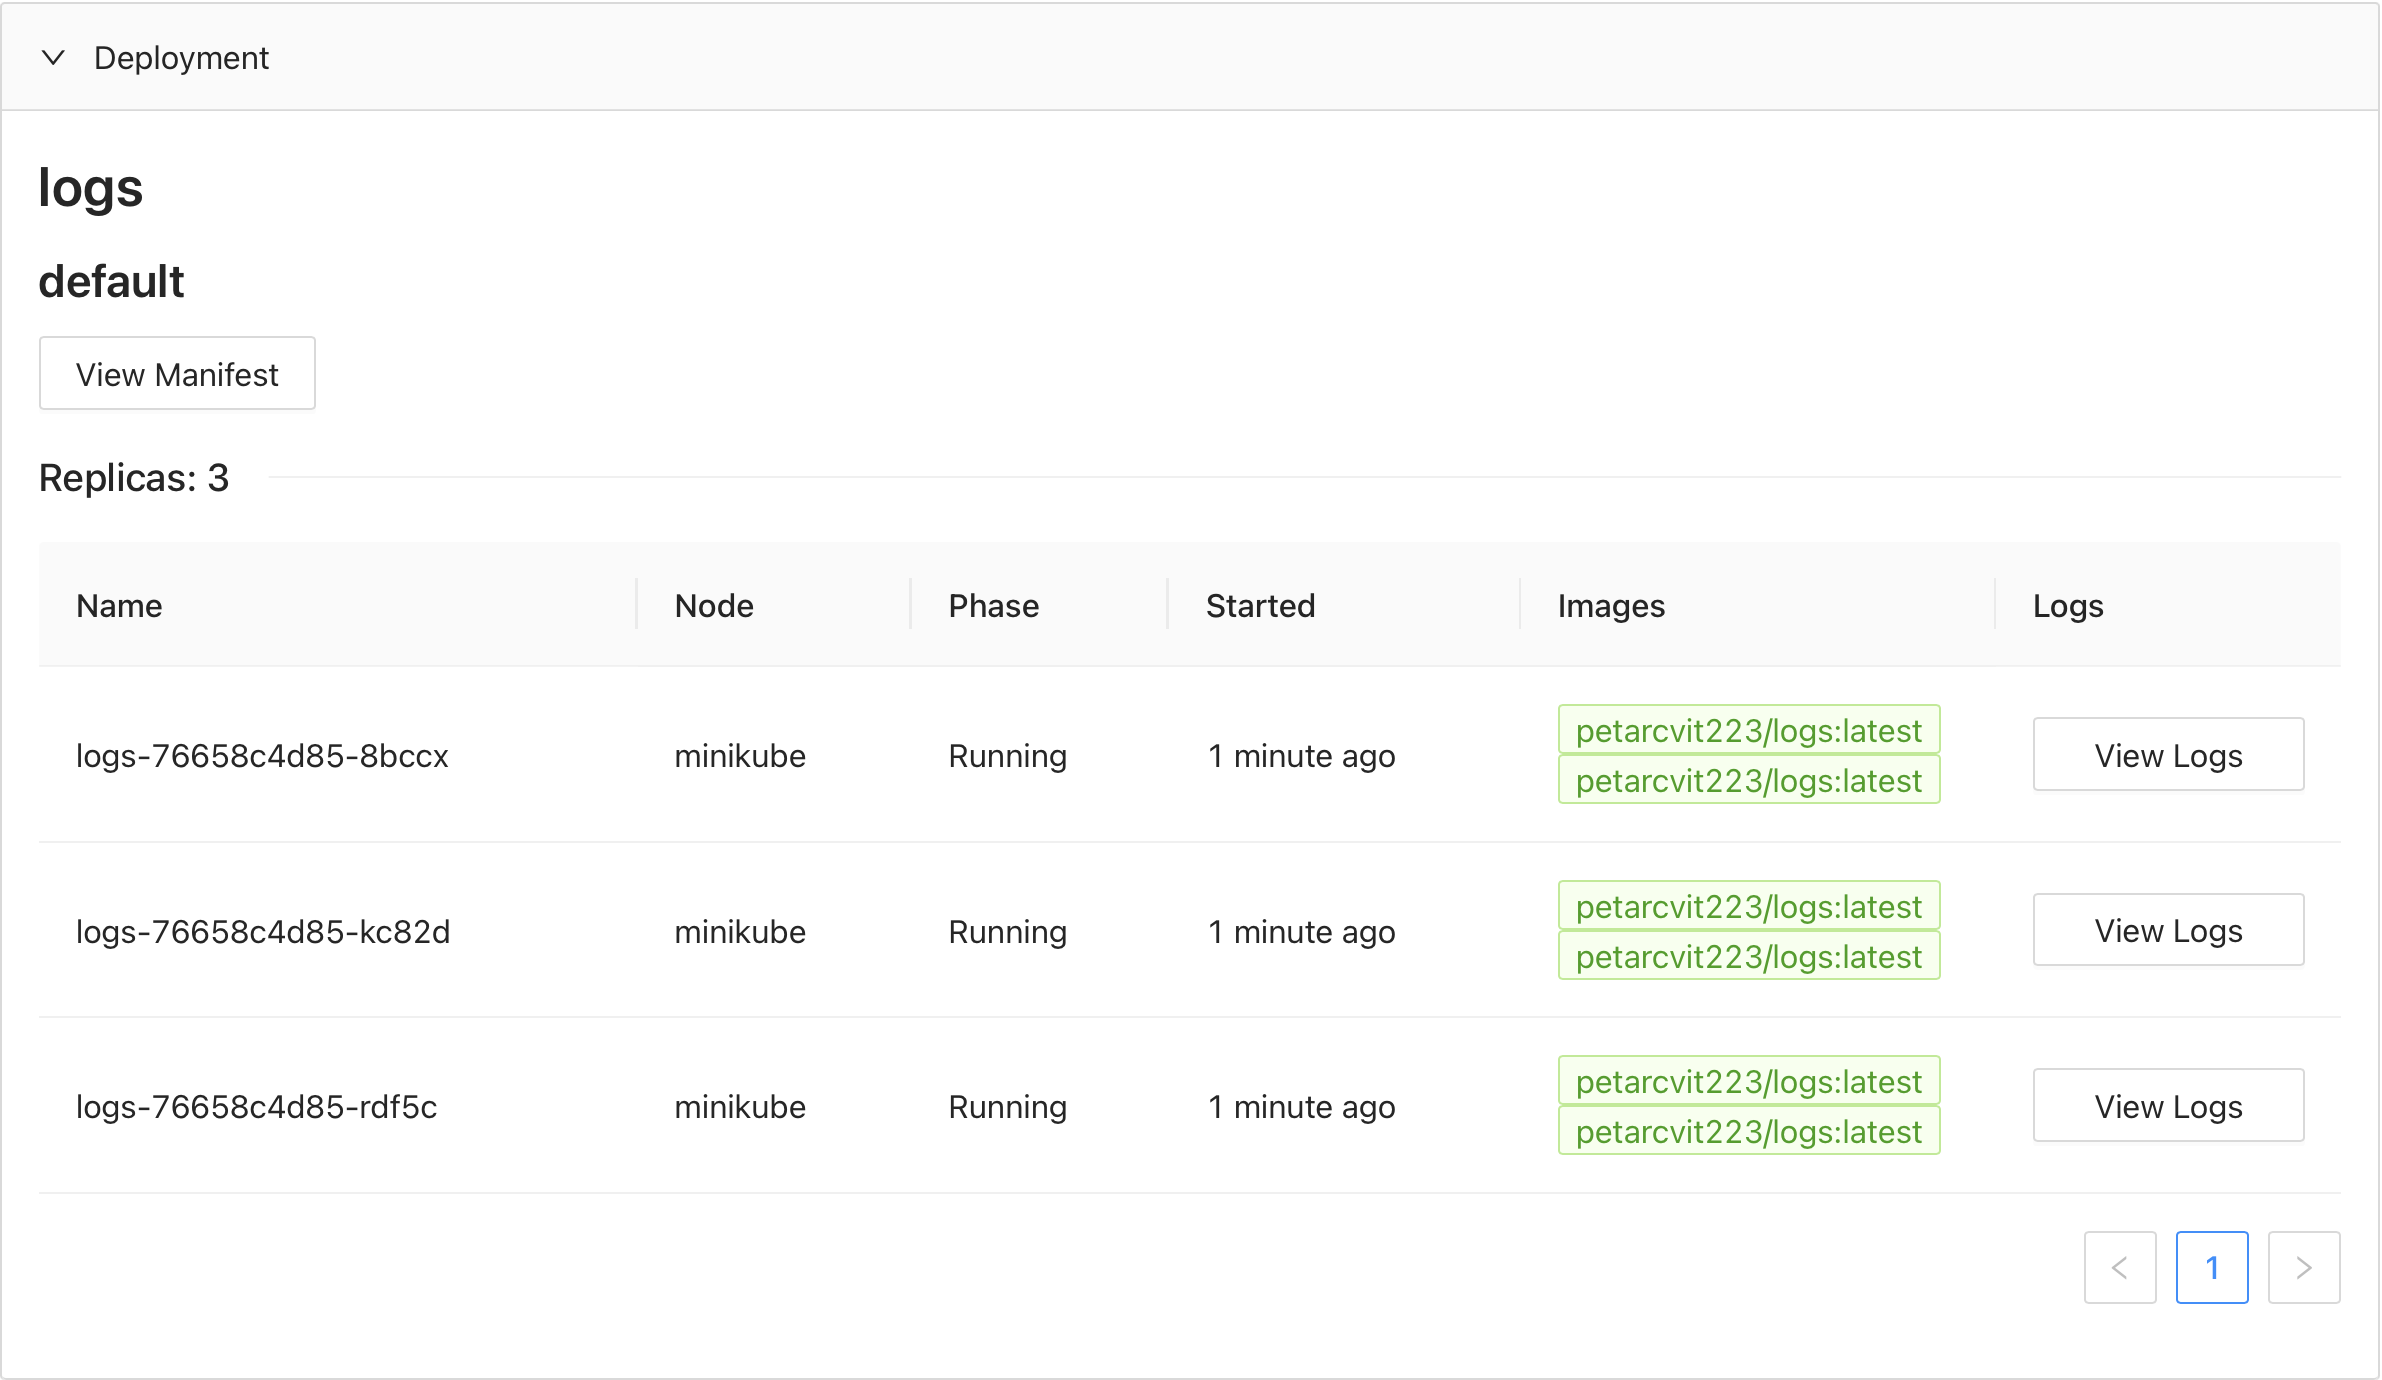 Deployment
logs
default
View Manifest
Replicas: 3
Name Node Phase Started Images Logs
logs-76658c4d85-8bccx minikube Running 1 minute ago petarcvit223/logs:latest View Logs
petarcvit223/logs:latest
logs-76658c4d85-kc82d minikube Running 1 minute ago petarcvit223/logs:latest View Logs
petarcvit223/logs:latest
logs-76658c4d85-rdf5c minikube Running 1 minute ago petarcvit223/logs:latest View Logs
petarcvit223/logs:latest
< 1 >